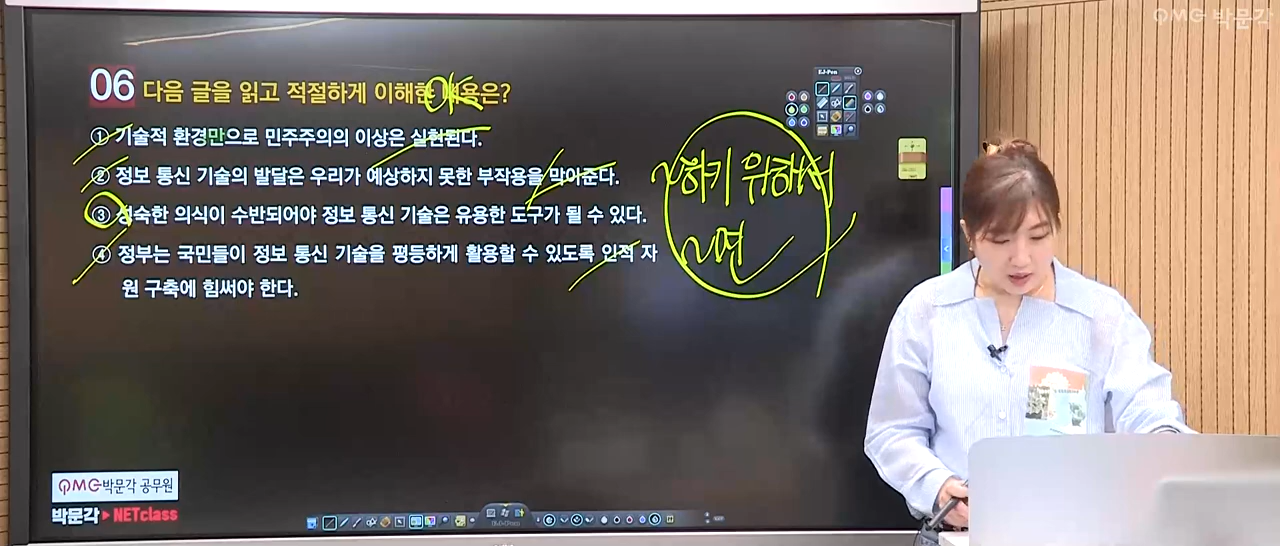 PMG 박문각
06 다음 글을 읽고 적절하게 이해한 내용은?
① 기술적 환경만으로 민주주의의 이상은 실현된다.
② 정보 통신 기술의 발달은 우리가 예상하지 못한 부작용을 막아준다.
③ 성숙한 의식이 수반되어야 정보 통신 기술은 유용한 도구가 될 수 있다.
④ 정부는 국민들이 정보 통신 기술을 평등하게 활용할 수 있도록 인적 자
원 구축에 힘써야 한다.
~하키 위해서
~면
EJ-Pen
PMG 박문각 공무원
박문각 ▶ NETclass